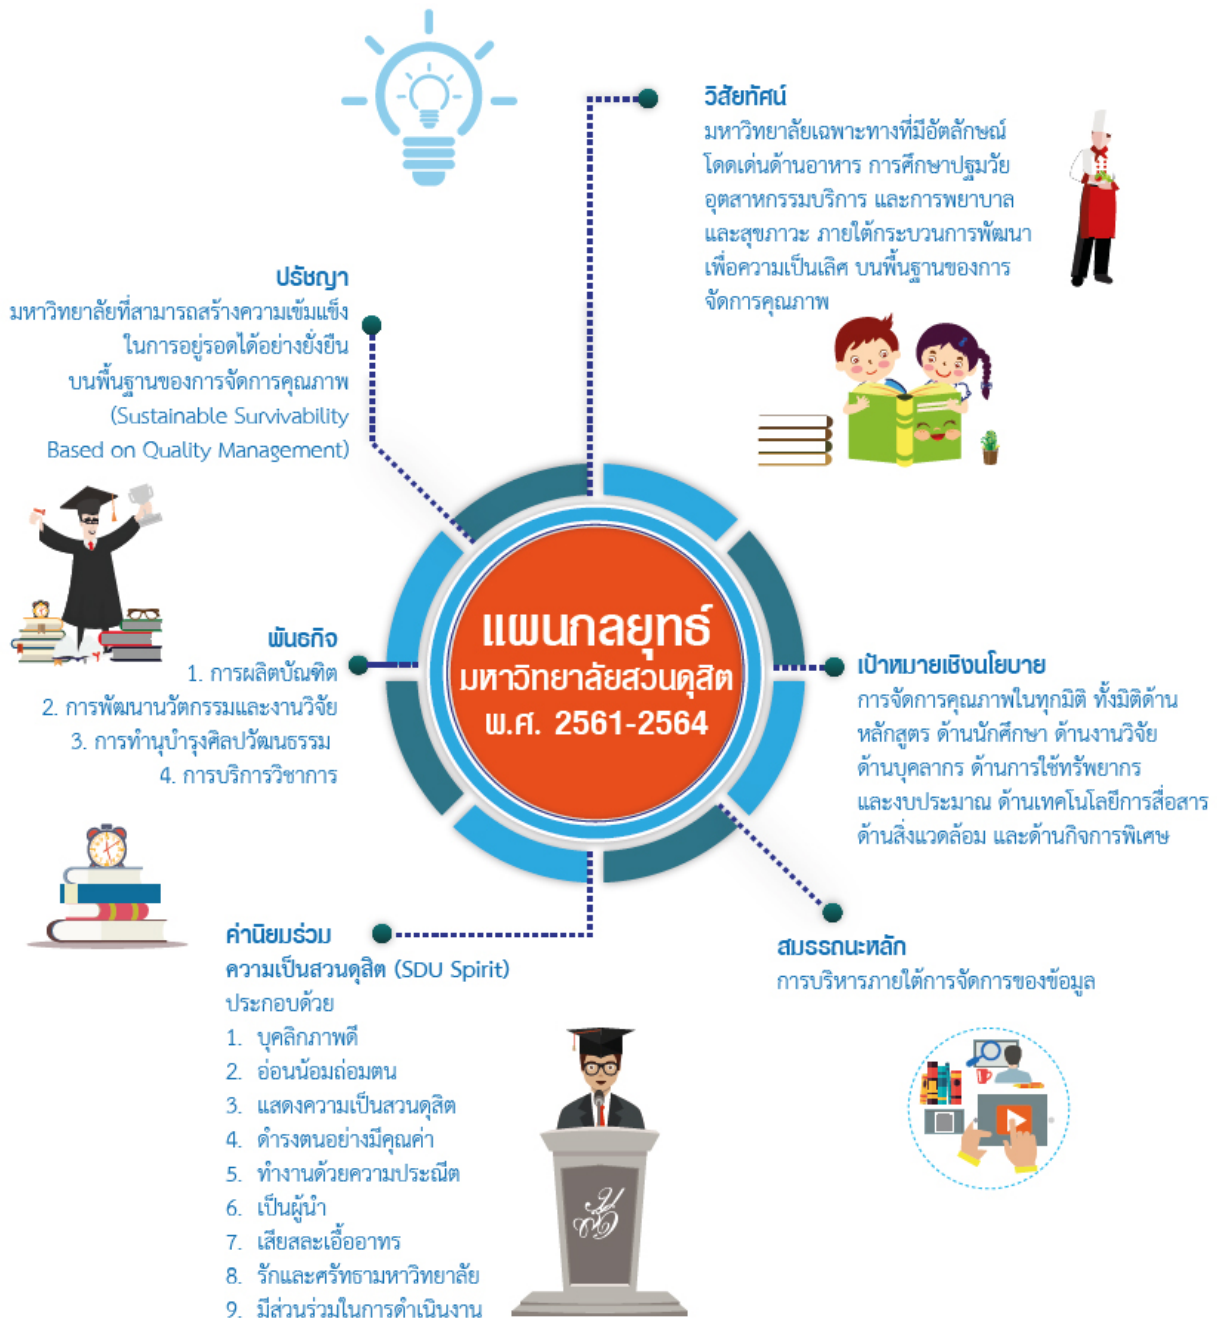 วิสัยทัศน์
มหาวิทยาลัยเฉพาะทางที่มีอัตลักษณ์
โดดเด่นด้านอาหาร การศึกษาปฐมวัย
อุตสาหกรรมบริการ และการพยาบาล
และสุขภาวะ ภายใต้กระบวนการพัฒนา
เพื่อความเป็นเลิศ บนพื้นฐานของการ
จัดการคุณภาพ
ปรัชญา
มหาวิทยาลัยที่สามารถสร้างความเข้มแข็ง
ในการอยู่รอดได้อย่างยั่งยืน
บนพื้นฐานของการจัดการคุณภาพ
(Sustainable Survivability
Based on Quality Management)
แผนกลยุทธ์
มหาวิทยาลัยสวนดุสิต
พ.ศ. 2561-2564
พันธกิจ
1. การผลิตบัณฑิต
2. การพัฒนานวัตกรรมและงานวิจัย
3. การทำนุบำรุงศิลปวัฒนธรรม
4. การบริการวิชาการ
เป้าหมายเชิงนโยบาย
การจัดการคุณภาพในทุกมิติ ทั้งมิติด้าน
หลักสูตร ด้านนักศึกษา ด้านงานวิจัย
ด้านบุคลากร ด้านการใช้ทรัพยากร
และงบประมาณ ด้านเทคโนโลยีการสื่อสาร
ด้านสิ่งแวดล้อม และด้านกิจการพิเศษ
ค่านิยมร่วม
ความเป็นสวนดุสิต (SDU Spirit)
ประกอบด้วย
1. บุคลิกภาพดี
2. อ่อนน้อมถ่อมตน
3. แสดงความเป็นสวนดุสิต
4. ดำรงตนอย่างมีคุณค่า
5. ทำงานด้วยความประณีต
6. เป็นผู้นำ
7. เสียสละเอื้ออาทร
8. รักและศรัทธามหาวิทยาลัย
9. มีส่วนร่วมในการดำเนินงาน
สมรรถนะหลัก
การบริหารภายใต้การจัดการของข้อมูล